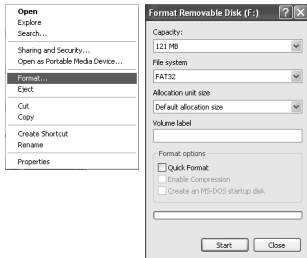 Open
Explore
Search...
Sharing and Security...
Open as Portable Media Device...
Format...
Eject
Cut
Copy
Create Shortcut
Rename
Properties
Format Removable Disk (F:)
Capacity:
121 MB
File system
FAT32
Allocation unit size
Default allocation size
Volume label
Format options
Quick Format
Enable Compression
Create an MS-DOS startup disk
Start
Close